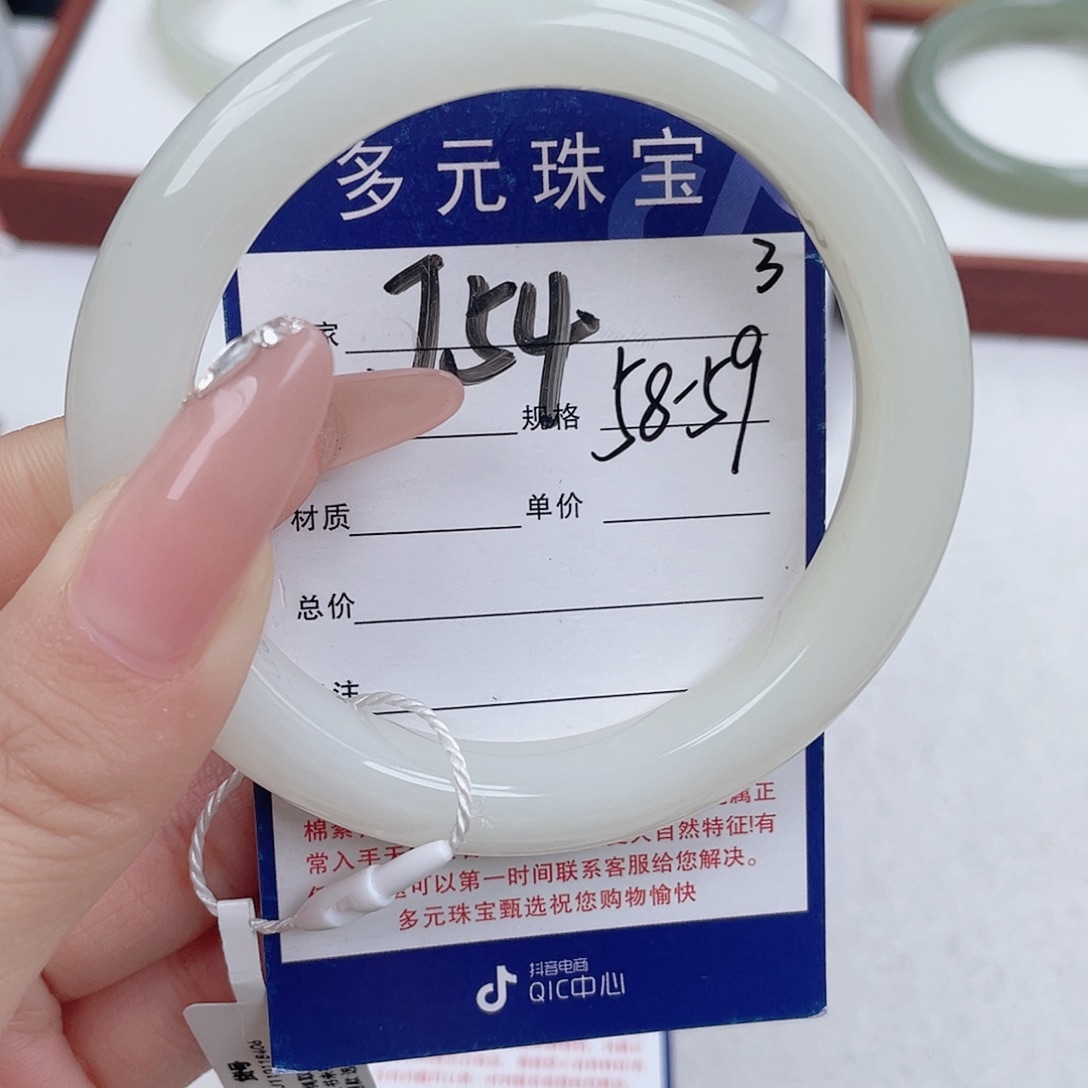 多元珠宝
3
家 154
规格 58-59
材质 单价
总价
注
属正
自然特征!有
常入手
可以第一时间联系客服给您解决。
多元珠宝甄选祝您购物愉快
抖音电商
QIC中心